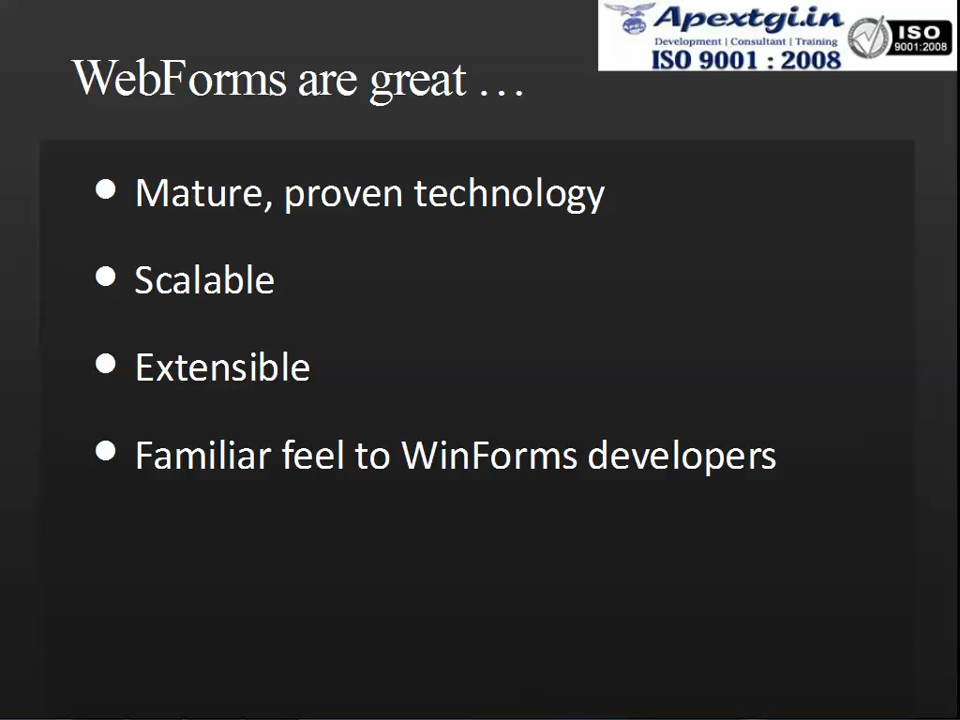 Apextgi.in
Development | Consultant | Training
ISO 9001 : 2008
ISO
9001:2008
WebForms are great …
Mature, proven technology
Scalable
Extensible
Familiar feel to WinForms developers